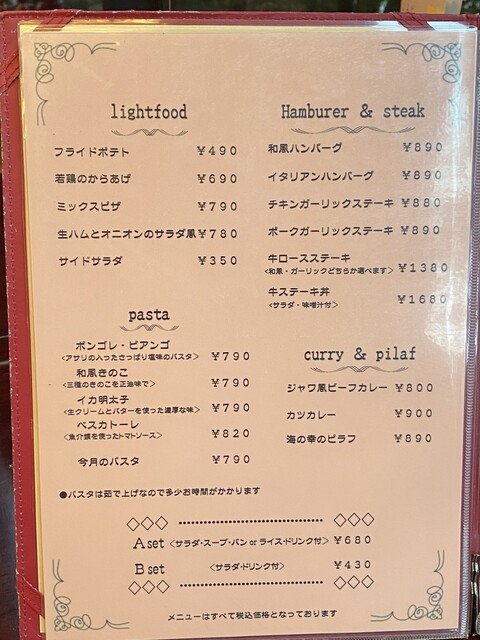 lightfood
フライドポテト ¥490
若鶏のからあげ ¥690
ミックスピザ ¥790
生ハムとオニオンのサラダ風 ¥780
サイドサラダ ¥350
pasta
ボンゴレ・ビアンゴ
<アサリの入ったさっぱり塩味のパスタ> ¥790
和風きのこ
<三種のきのこを正油味で> ¥790
イカ明太子
<生クリームとバターを使った濃厚な味> ¥790
ペスカトーレ
<魚介類を使ったトマトソース> ¥820
今月のパスタ ¥790
Hamburer & steak
和風ハンバーグ ¥890
イタリアンハンバーグ ¥890
チキンガーリックステーキ ¥880
ポークガーリックステーキ ¥890
牛ロースステーキ
<和風・ガーリックどちらか選べます> ¥1380
牛ステーキ丼
<サラダ・味噌汁付> ¥1680
curry & pilaf
ジャワ風ビーフカレー ¥800
カツカレー ¥900
海の幸のピラフ ¥890
●パスタは茹で上げなので多少お時間がかかります
A set <サラダ・スープ・パン or ライス・ドリンク付> ¥680
B set <サラダ・ドリンク付> ¥430
メニューはすべて税込価格となっております